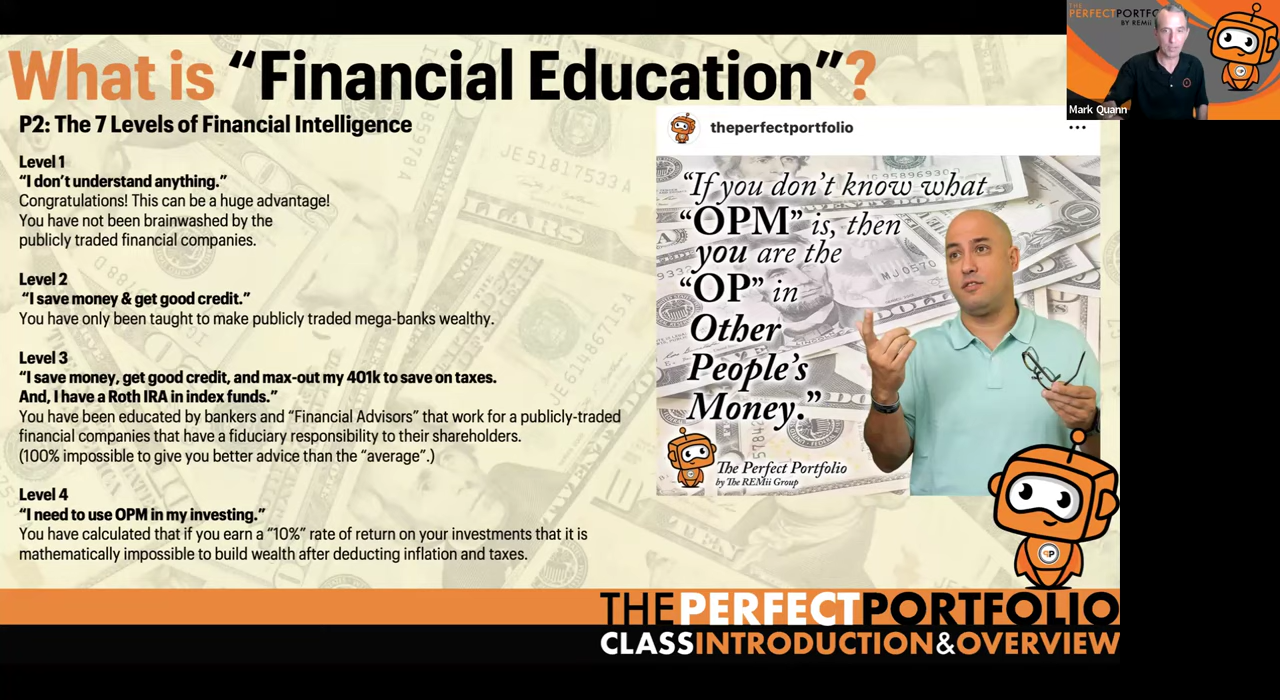 What is “Financial Education”?
P2: The 7 Levels of Financial Intelligence
Level 1
“I don’t understand anything.”
Congratulations! This can be a huge advantage!
You have not been brainwashed by the
publicly traded financial companies.
Level 2
“I save money & get good credit.”
You have only been taught to make publicly traded mega-banks wealthy.
Level 3
“I save money, get good credit, and max-out my 401k to save on taxes.
And, I have a Roth IRA in index funds.”
You have been educated by bankers and “Financial Advisors” that work for a publicly-traded
financial companies that have a fiduciary responsibility to their shareholders.
(100% impossible to give you better advice than the “average”.)
Level 4
“I need to use OPM in my investing.”
You have calculated that if you earn a “10%” rate of return on your investments that it is
mathematically impossible to build wealth after deducting inflation and taxes.
theperfectportfolio
“If you don’t know what
“OPM” is, then
you are the
“OP” in
Other
People’s
Money.”
The Perfect Portfolio
by The REMii Group
THE
PERFECTPORTFO
BY REMii
Mark Quann
PP
THEPERFECTPORTFOLIO
CLASSINTRODUCTION&OVERVIEW
JE51817533A